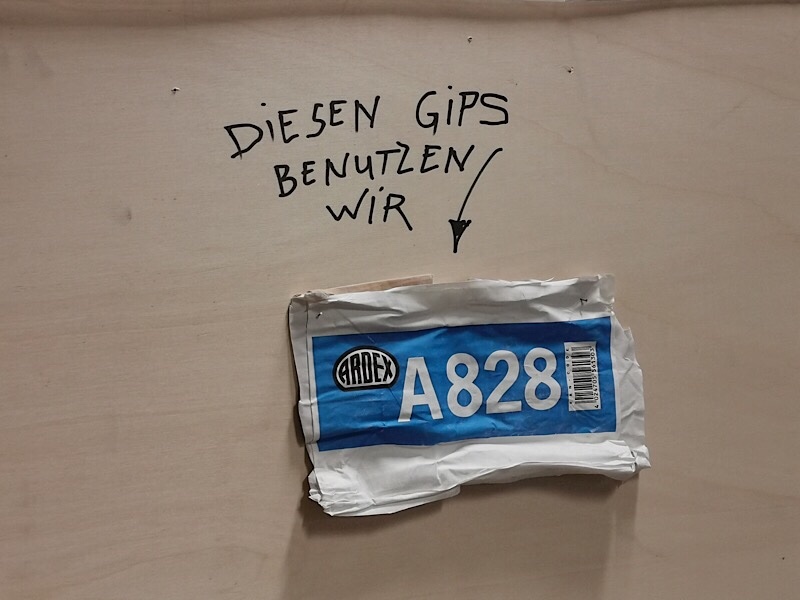 DIESEN GIPS
BENUTZEN
WIR
ARDEX
A828